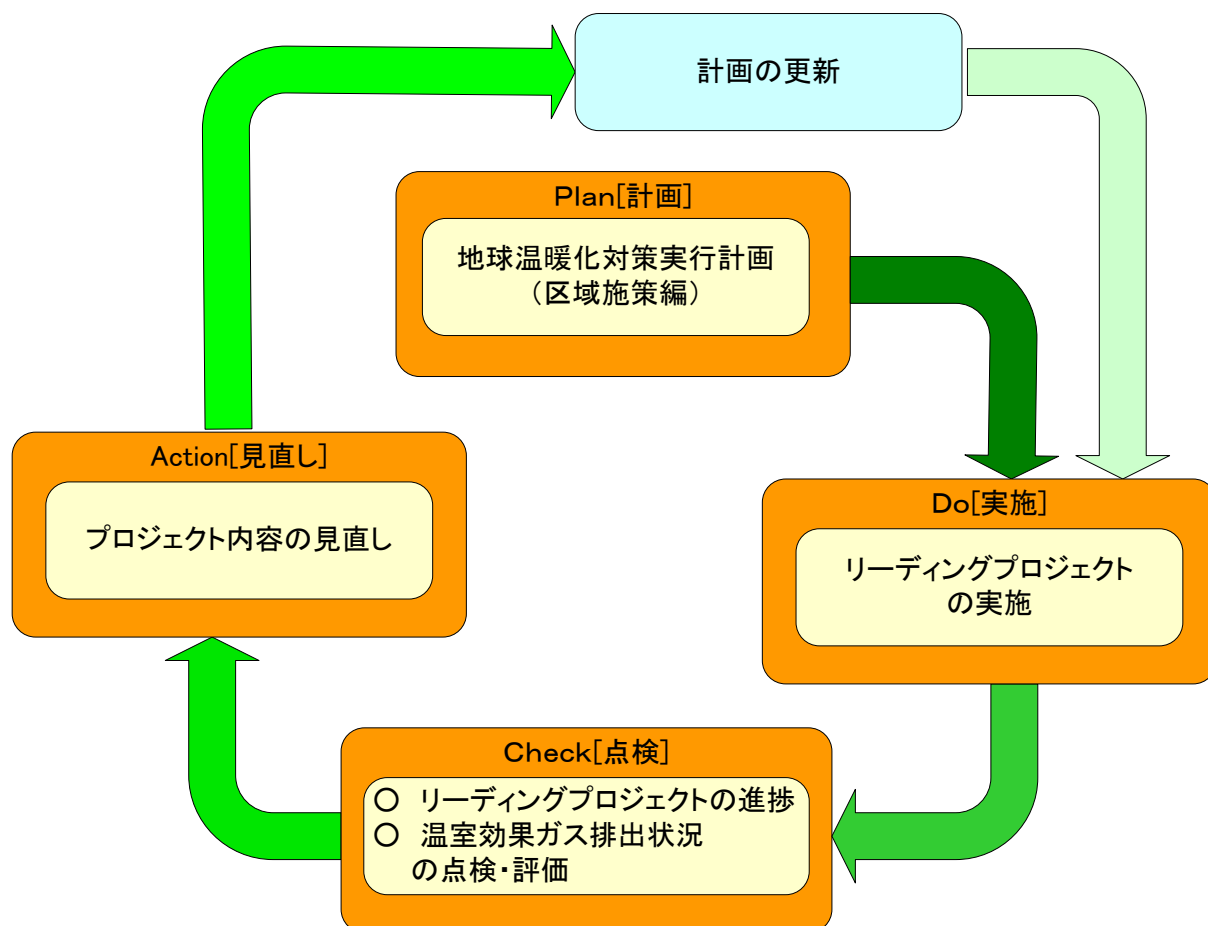 計画の更新
Plan[計画]
地球温暖化対策実行計画
（区域施策編）
Action[見直し]
プロジェクト内容の見直し
Do[実施]
リーディングプロジェクト
の実施
Check[点検]
○ リーディングプロジェクトの進捗
○ 温室効果ガス排出状況
の点検・評価